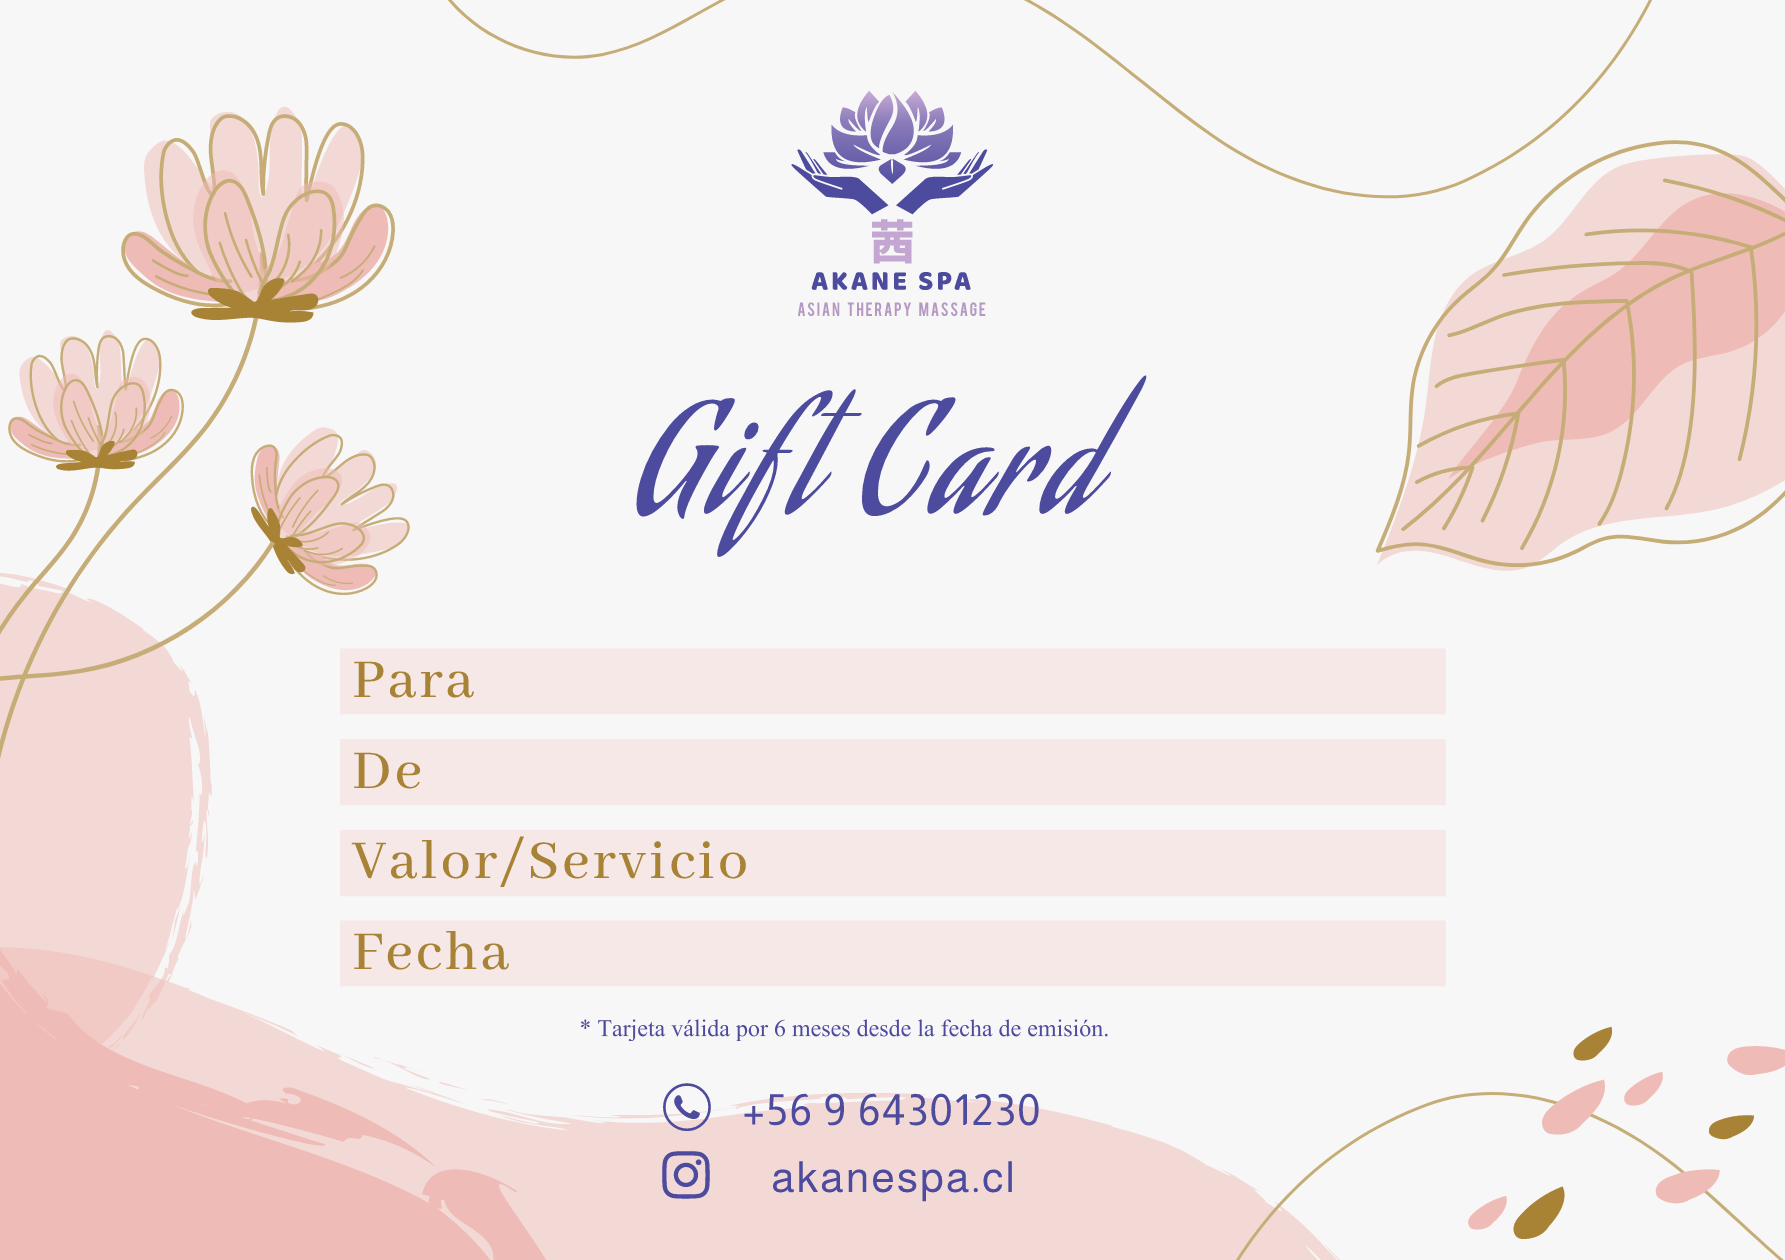 茜
AKANE SPA
ASIAN THERAPY MASSAGE
Gift Card
Para
De
Valor/Servicio
Fecha
* Tarjeta válida por 6 meses desde la fecha de emisión.
+56 9 64301230
akanespa.cl